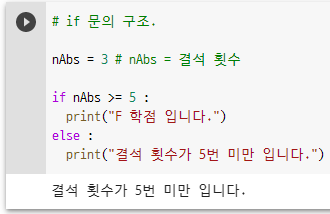 # if 문의 구조.
nAbs = 3 # nAbs = 결석 횟수
if nAbs >= 5 :
print("F 학점 입니다.")
else :
print("결석 횟수가 5번 미만 입니다.")
결석 횟수가 5번 미만 입니다.